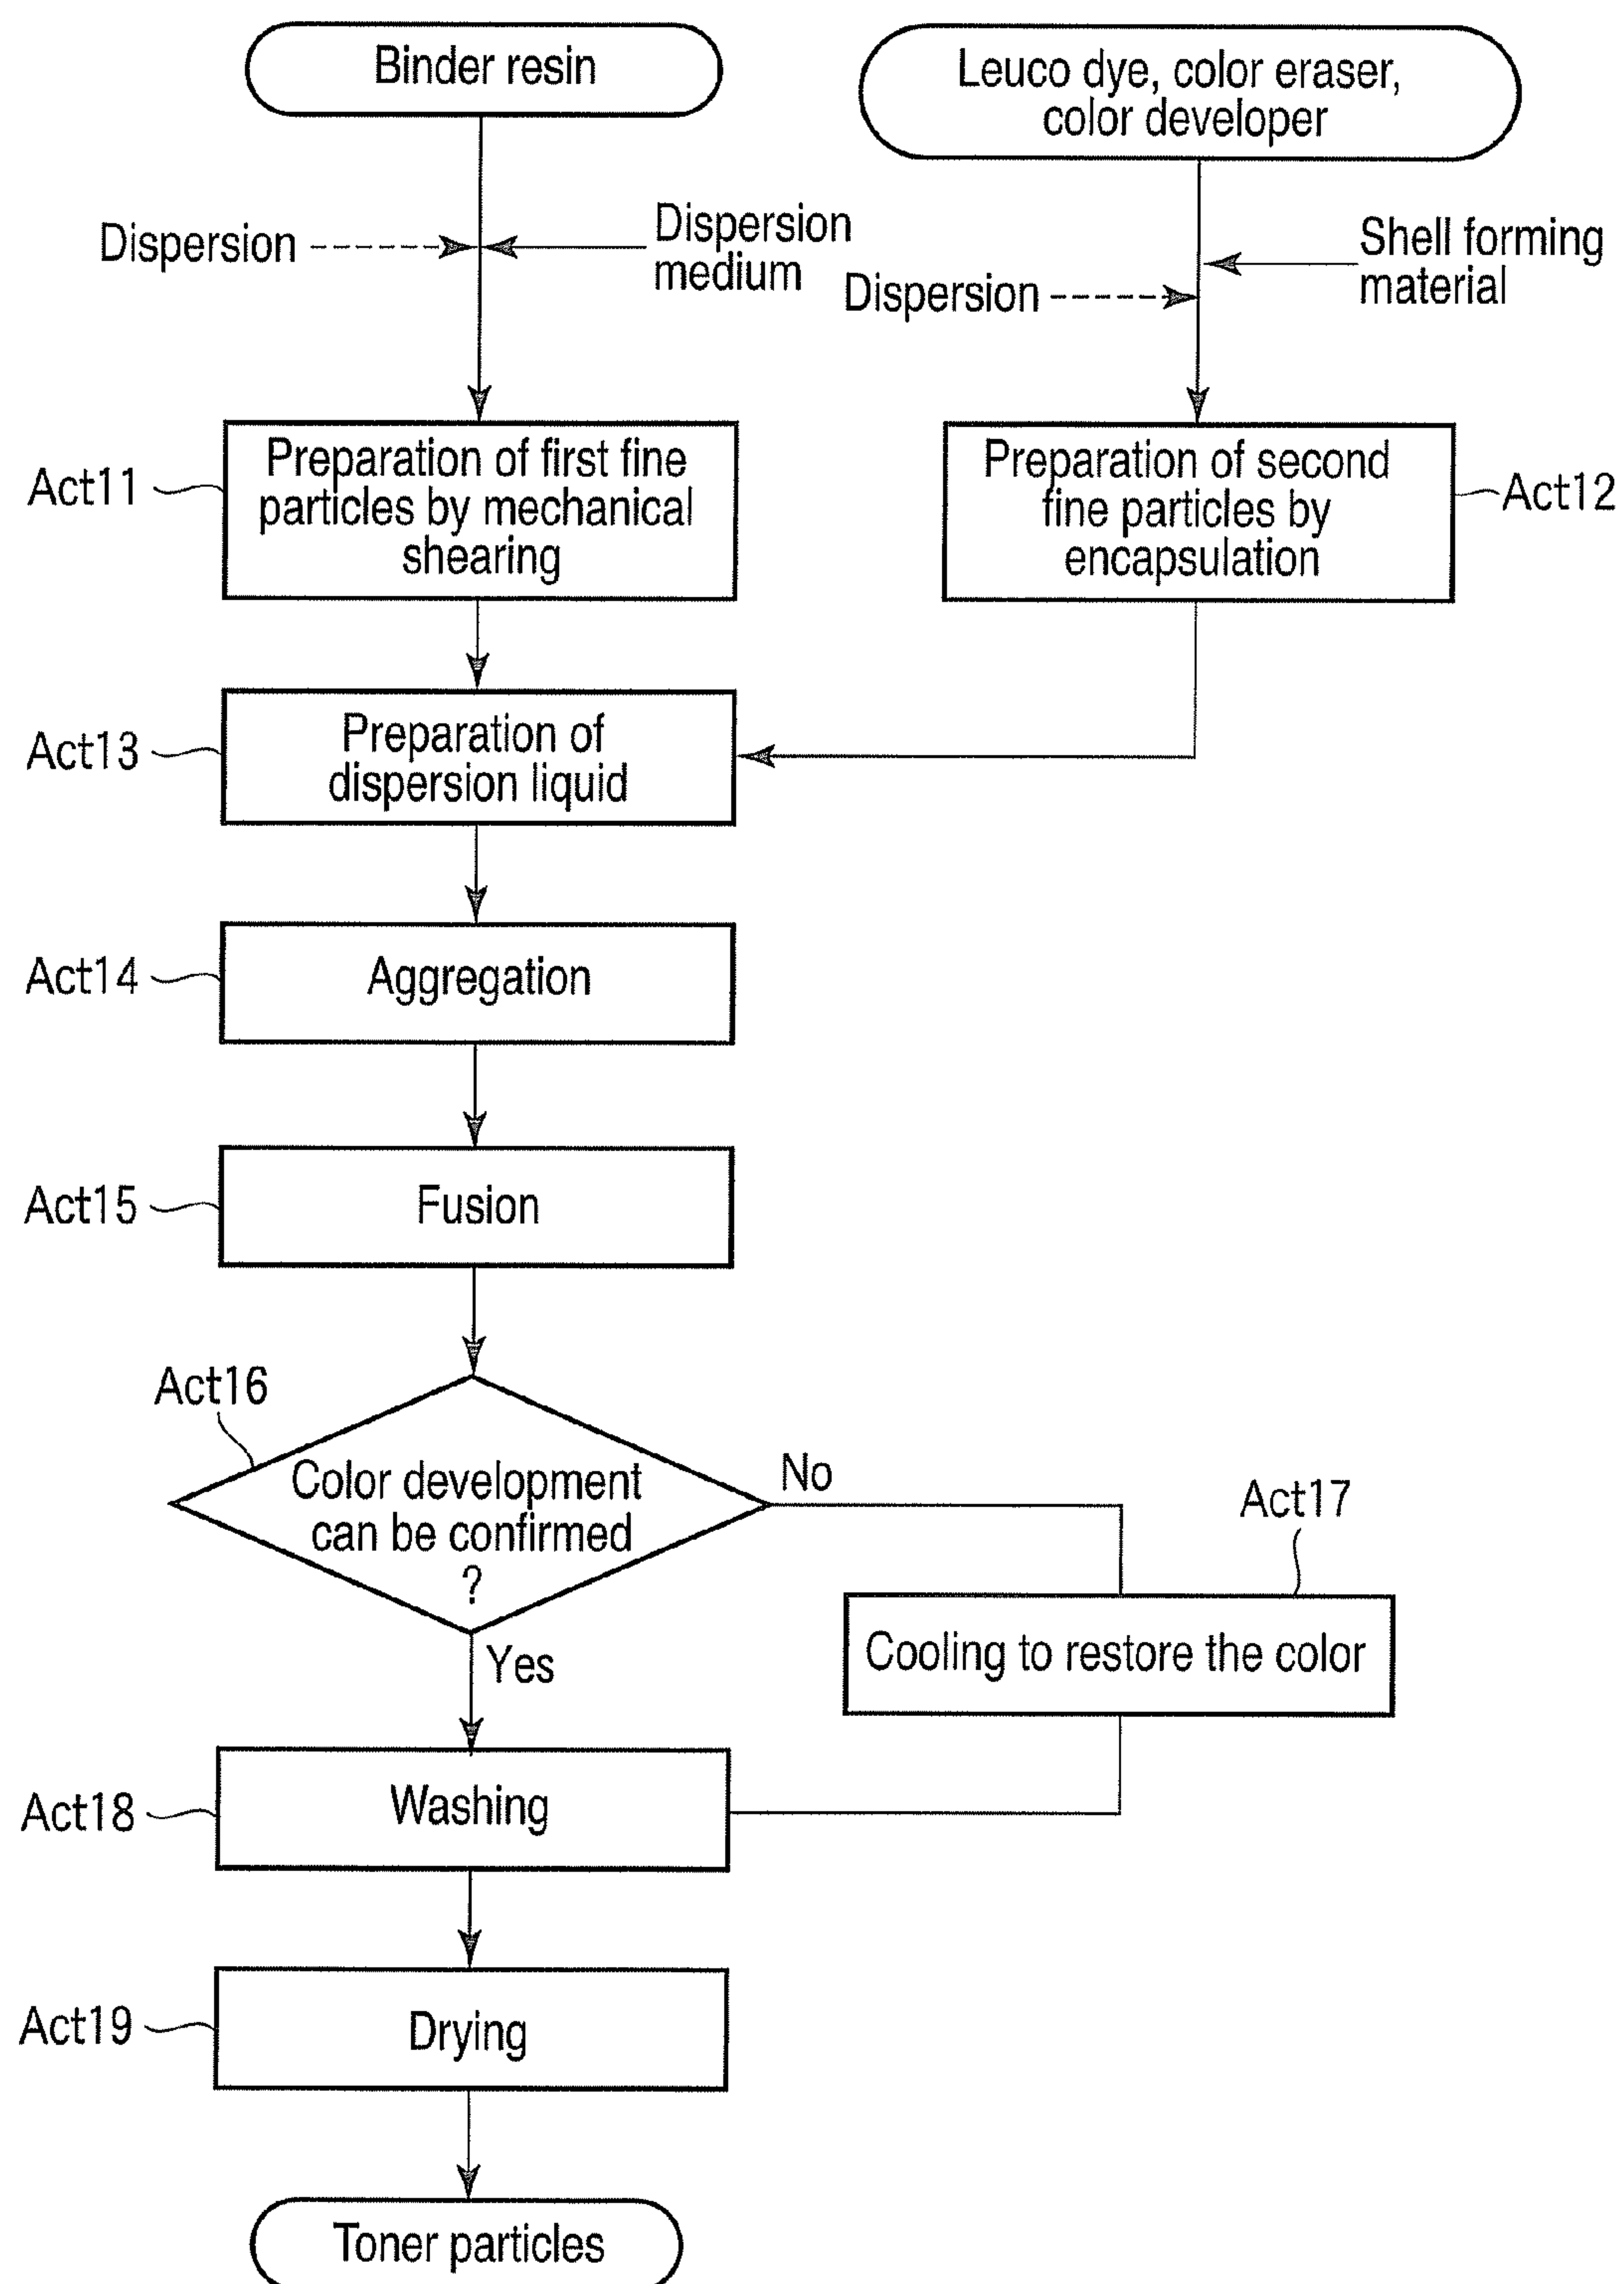 Binder resin
Leuco dye, color eraser,
color developer
Dispersion
Dispersion
medium
Shell forming
material
Dispersion
Act11
Preparation of first fine
particles by mechanical
shearing
Preparation of second
fine particles by
encapsulation
Act12
Act13
Preparation of
dispersion liquid
Act14
Aggregation
Act15
Fusion
Act16
Color development
can be confirmed
?
No
Yes
Act17
Cooling to restore the color
Act18
Washing
Act19
Drying
Toner particles